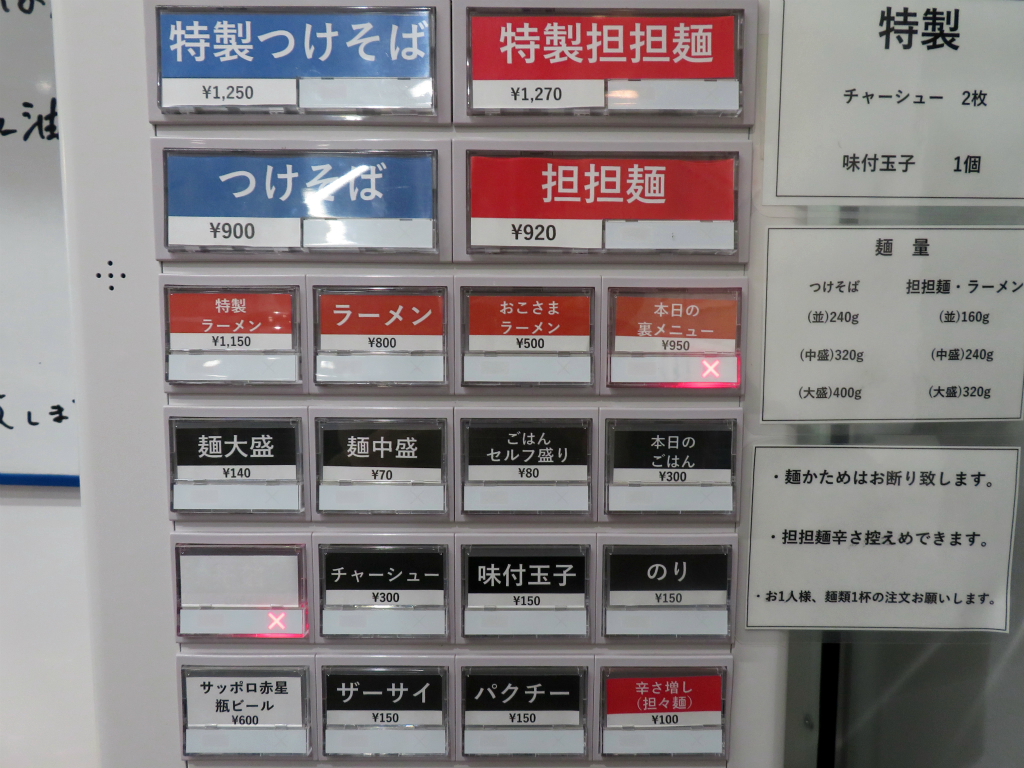 特製つけそば
¥1,250
特製担担麺
¥1,270
つけそば
¥900
担担麺
¥920
特製
ラーメン
¥1,150
ラーメン
¥800
おこさま
ラーメン
¥500
本日の
裏メニュー
¥950
×
麺大盛
¥140
麺中盛
¥70
ごはん
セルフ盛り
¥80
本日の
ごはん
¥300
×
チャーシュー
¥300
味付玉子
¥150
のり
¥150
サッポロ赤星
瓶ビール
¥600
ザーサイ
¥150
パクチー
¥150
辛さ増し
(担々麺)
¥100
特製
チャーシュー 2枚
味付玉子 1個
麺 量
つけそば 担担麺・ラーメン
(並)240g (並)160g
(中盛)320g (中盛)240g
(大盛)400g (大盛)320g
・麺かためはお断り致します。
・担担麺辛さ控えめできます。
・お1人様、麺類1杯の注文お願いします。